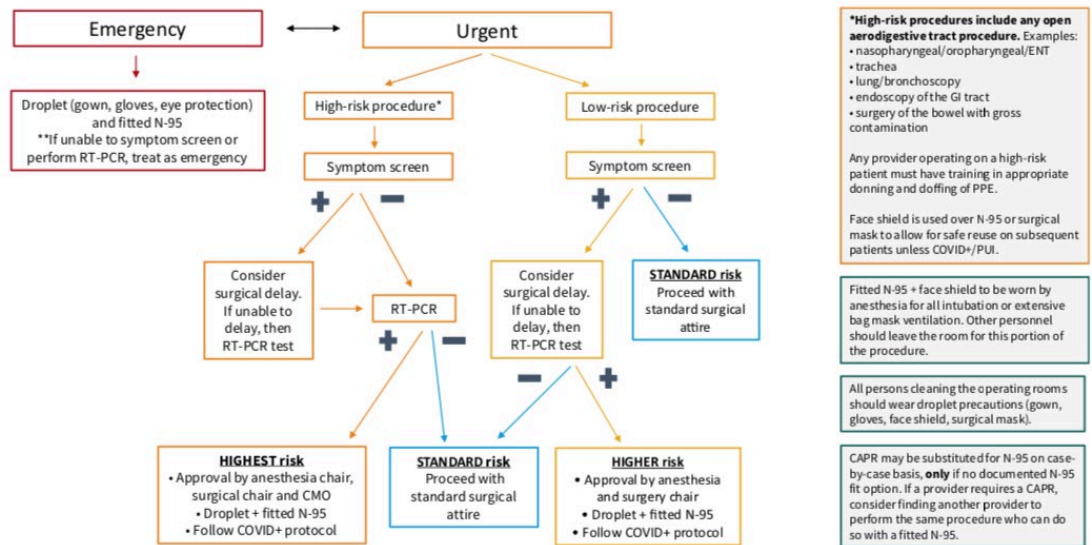 Emergency
Urgent
Droplet (gown, gloves, eye protection)
and fitted N-95
**If unable to symptom screen or
perform RT-PCR, treat as emergency
High-risk procedure*
Low-risk procedure
Symptom screen
Symptom screen
+
−
+
−
Consider
surgical delay.
If unable to
delay, then
RT-PCR test
RT-PCR
Consider
surgical delay.
If unable to
delay, then
RT-PCR test
STANDARD risk
Proceed with
standard surgical
attire
+
−
−
+
HIGHEST risk
• Approval by anesthesia chair,
surgical chair and CMO
• Droplet + fitted N-95
• Follow COVID+ protocol
STANDARD risk
Proceed with
standard surgical
attire
HIGHER risk
• Approval by anesthesia
and surgery chair
• Droplet + fitted N-95
• Follow COVID+ protocol
*High-risk procedures include any open
aerodigestive tract procedure. Examples:
• nasopharyngeal/oropharyngeal/ENT
• trachea
• lung/bronchoscopy
• endoscopy of the GI tract
• surgery of the bowel with gross
contamination
Any provider operating on a high-risk
patient must have training in appropriate
donning and doffing of PPE.
Face shield is used over N-95 or surgical
mask to allow for safe reuse on subsequent
patients unless COVID+/PUI.
Fitted N-95 + face shield to be worn by
anesthesia for all intubation or extensive
bag mask ventilation. Other personnel
should leave the room for this portion of
the procedure.
All persons cleaning the operating rooms
should wear droplet precautions (gown,
gloves, face shield, surgical mask).
CAPR may be substituted for N-95 on case-
by-case basis, only if no documented N-95
fit option. If a provider requires a CAPR,
consider finding another provider to
perform the same procedure who can do
so with a fitted N-95.